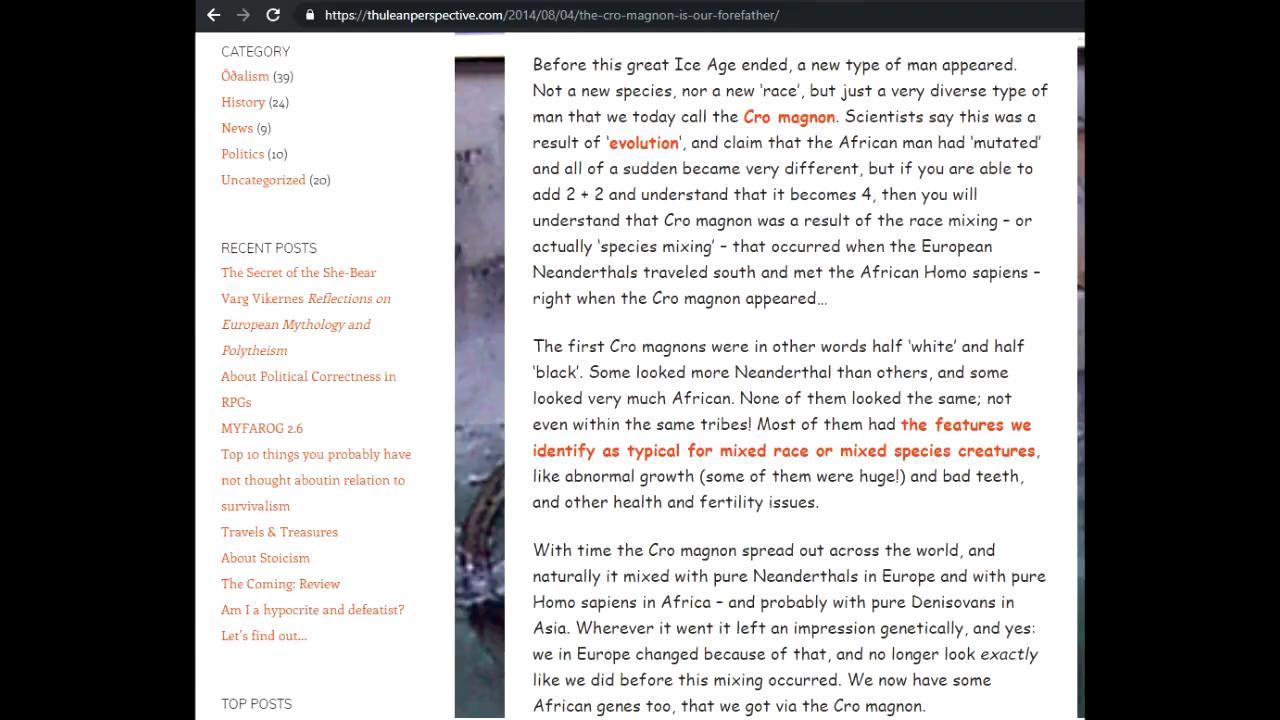 https://thuleanperspective.com/2014/08/04/the-cro-magnon-is-our-forefather/
CATEGORY
Ôðalism (39)
History (24)
News (9)
Politics (10)
Uncategorized (20)
RECENT POSTS
The Secret of the She-Bear
Varg Vikernes Reflections on
European Mythology and
Polytheism
About Political Correctness in
RPGs
MYFAROG 2.6
Top 10 things you probably have
not thought aboutin relation to
survivalism
Travels & Treasures
About Stoicism
The Coming: Review
Am I a hypocrite and defeatist?
Let's find out...
TOP POSTS
Before this great Ice Age ended, a new type of man appeared.
Not a new species, nor a new ‘race’, but just a very diverse type of
man that we today call the Cro magnon. Scientists say this was a
result of ‘evolution‘, and claim that the African man had ‘mutated’
and all of a sudden became very different, but if you are able to
add 2 + 2 and understand that it becomes 4, then you will
understand that Cro magnon was a result of the race mixing – or
actually ‘species mixing’ – that occurred when the European
Neanderthals traveled south and met the African Homo sapiens –
right when the Cro magnon appeared…
The first Cro magnons were in other words half ‘white’ and half
‘black’. Some looked more Neanderthal than others, and some
looked very much African. None of them looked the same; not
even within the same tribes! Most of them had the features we
identify as typical for mixed race or mixed species creatures,
like abnormal growth (some of them were huge!) and bad teeth,
and other health and fertility issues.
With time the Cro magnon spread out across the world, and
naturally it mixed with pure Neanderthals in Europe and with pure
Homo sapiens in Africa – and probably with pure Denisovans in
Asia. Wherever it went it left an impression genetically, and yes:
we in Europe changed because of that, and no longer look exactly
like we did before this mixing occurred. We now have some
African genes too, that we got via the Cro magnon.